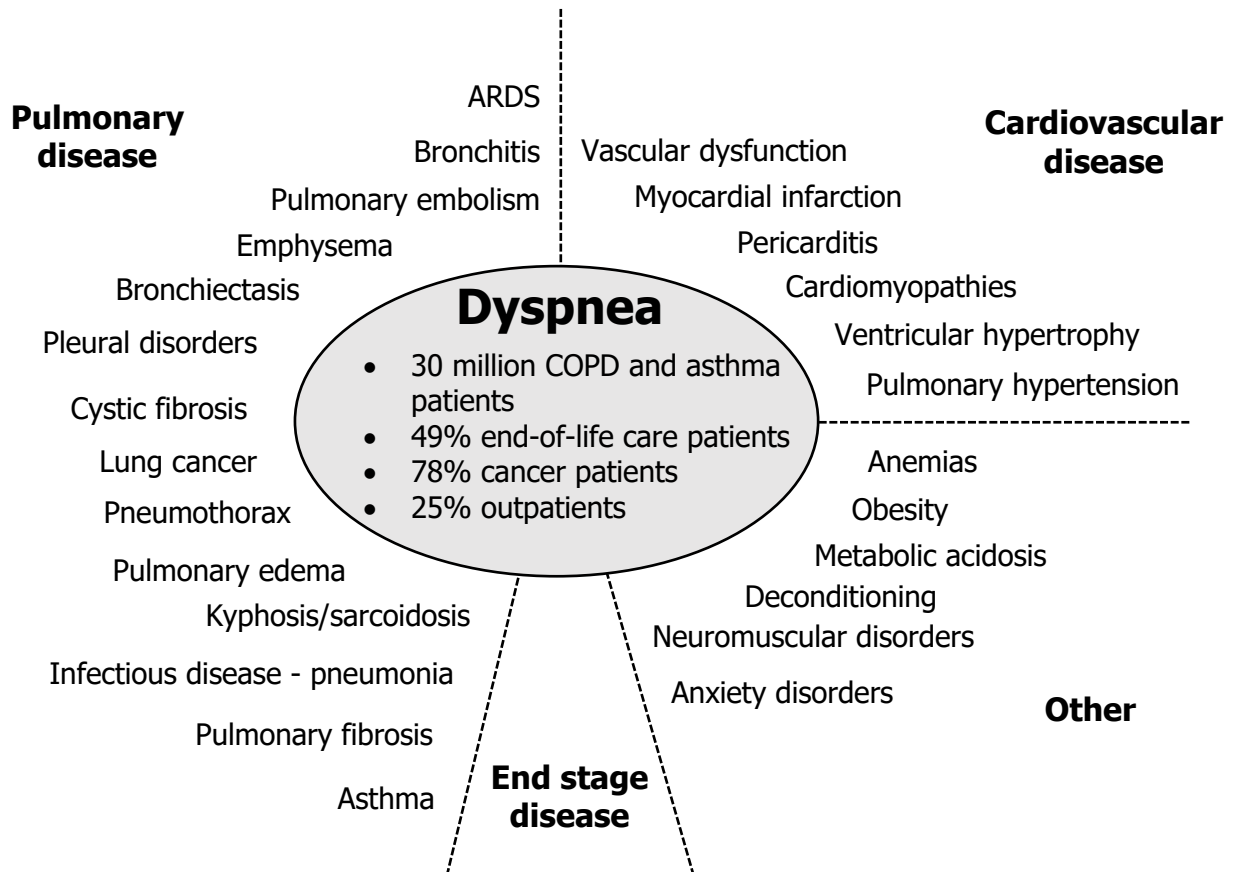 Pulmonary
disease
ARDS
Bronchitis
Pulmonary embolism
Emphysema
Bronchiectasis
Pleural disorders
Cystic fibrosis
Lung cancer
Pneumothorax
Pulmonary edema
Kyphosis/sarcoidosis
Infectious disease - pneumonia
Pulmonary fibrosis
Asthma
Cardiovascular
disease
Vascular dysfunction
Myocardial infarction
Pericarditis
Cardiomyopathies
Ventricular hypertrophy
Pulmonary hypertension
Dyspnea
• 30 million COPD and asthma
patients
• 49% end-of-life care patients
• 78% cancer patients
• 25% outpatients
Anemias
Obesity
Metabolic acidosis
Deconditioning
Neuromuscular disorders
Anxiety disorders
Other
End stage
disease